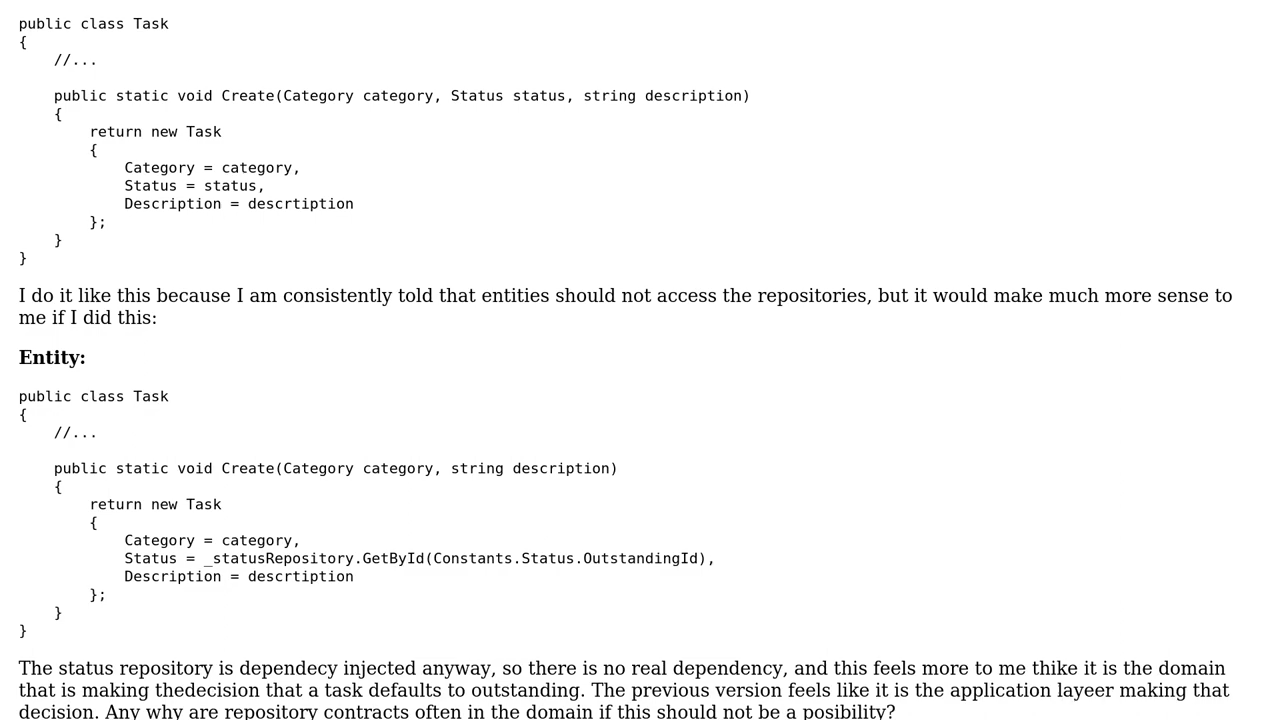 public class Task
{
    //...
    public static void Create(Category category, Status status, string description)
    {
        return new Task
        {
            Category = category,
            Status = status,
            Description = descrtiption
        };
    }
}
I do it like this because I am consistently told that entities should not access the repositories, but it would make much more sense to
me if I did this:
Entity:
public class Task
{
    //...
    public static void Create(Category category, string description)
    {
        return new Task
        {
            Category = category,
            Status = _statusRepository.GetById(Constants.Status.OutstandingId),
            Description = descrtiption
        };
    }
}
The status repository is dependecy injected anyway, so there is no real dependency, and this feels more to me thike it is the domain
that is making thedecision that a task defaults to outstanding. The previous version feels like it is the application layeer making that
decision. Any why are repository contracts often in the domain if this should not be a posibility?